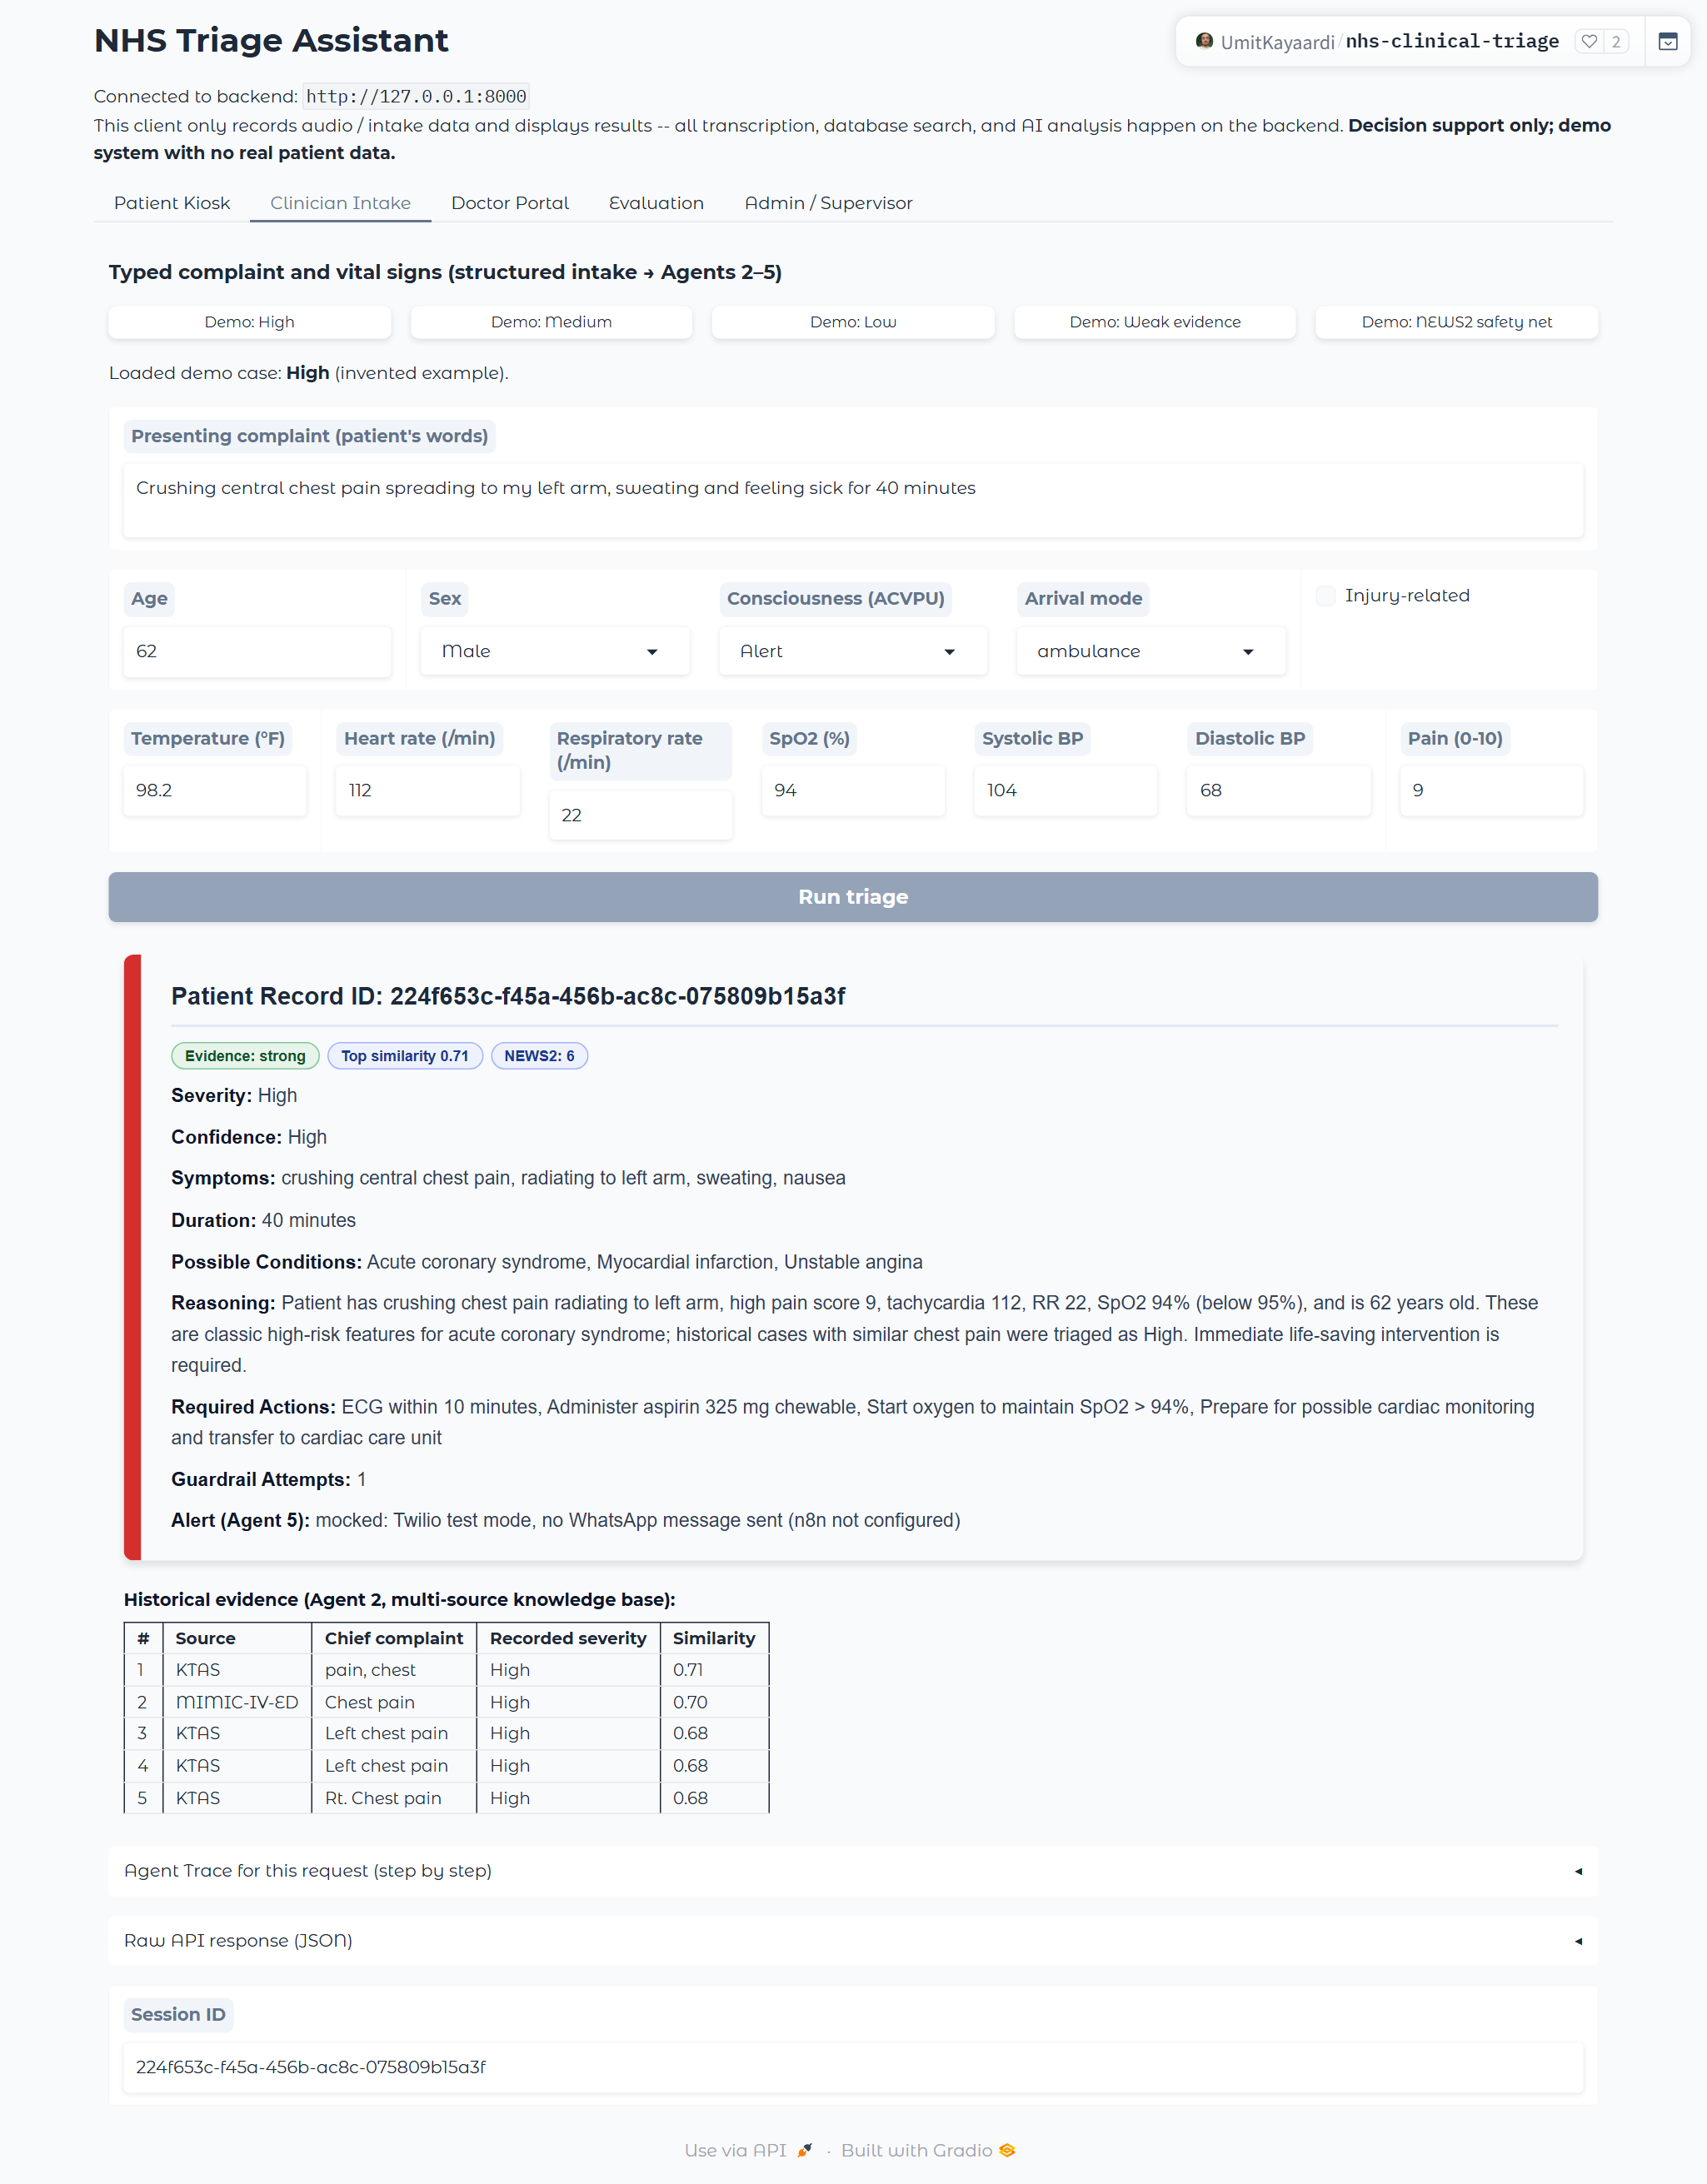 NHS Triage Assistant
UmitKayaardi/nhs-clinical-triage
2
Connected to backend: http://127.0.0.1:8000
This client only records audio / intake data and displays results -- all transcription, database search, and AI analysis happen on the backend. Decision support only; demo
system with no real patient data.
Patient Kiosk
Clinician Intake
Doctor Portal
Evaluation
Admin / Supervisor
Typed complaint and vital signs (structured intake → Agents 2–5)
Demo: High
Demo: Medium
Demo: Low
Demo: Weak evidence
Demo: NEWS2 safety net
Loaded demo case: High (invented example).
Presenting complaint (patient's words)
Crushing central chest pain spreading to my left arm, sweating and feeling sick for 40 minutes
Age
62
Sex
Male
Consciousness (ACVPU)
Alert
Arrival mode
ambulance
Injury-related
Temperature (°F)
98.2
Heart rate (/min)
112
Respiratory rate
(/min)
22
SpO2 (%)
94
Systolic BP
104
Diastolic BP
68
Pain (0-10)
9
Run triage
Patient Record ID: 224f653c-f45a-456b-ac8c-075809b15a3f
Evidence: strong
Top similarity 0.71
NEWS2: 6
Severity: High
Confidence: High
Symptoms: crushing central chest pain, radiating to left arm, sweating, nausea
Duration: 40 minutes
Possible Conditions: Acute coronary syndrome, Myocardial infarction, Unstable angina
Reasoning: Patient has crushing chest pain radiating to left arm, high pain score 9, tachycardia 112, RR 22, SpO2 94% (below 95%), and is 62 years old. These
are classic high-risk features for acute coronary syndrome; historical cases with similar chest pain were triaged as High. Immediate life-saving intervention is
required.
Required Actions: ECG within 10 minutes, Administer aspirin 325 mg chewable, Start oxygen to maintain SpO2 > 94%, Prepare for possible cardiac monitoring
and transfer to cardiac care unit
Guardrail Attempts: 1
Alert (Agent 5): mocked: Twilio test mode, no WhatsApp message sent (n8n not configured)
Historical evidence (Agent 2, multi-source knowledge base):
# Source Chief complaint Recorded severity Similarity
1 KTAS pain, chest High 0.71
2 MIMIC-IV-ED Chest pain High 0.70
3 KTAS Left chest pain High 0.68
4 KTAS Left chest pain High 0.68
5 KTAS Rt. Chest pain High 0.68
Agent Trace for this request (step by step)
Raw API response (JSON)
Session ID
224f653c-f45a-456b-ac8c-075809b15a3f
Use via API · Built with Gradio